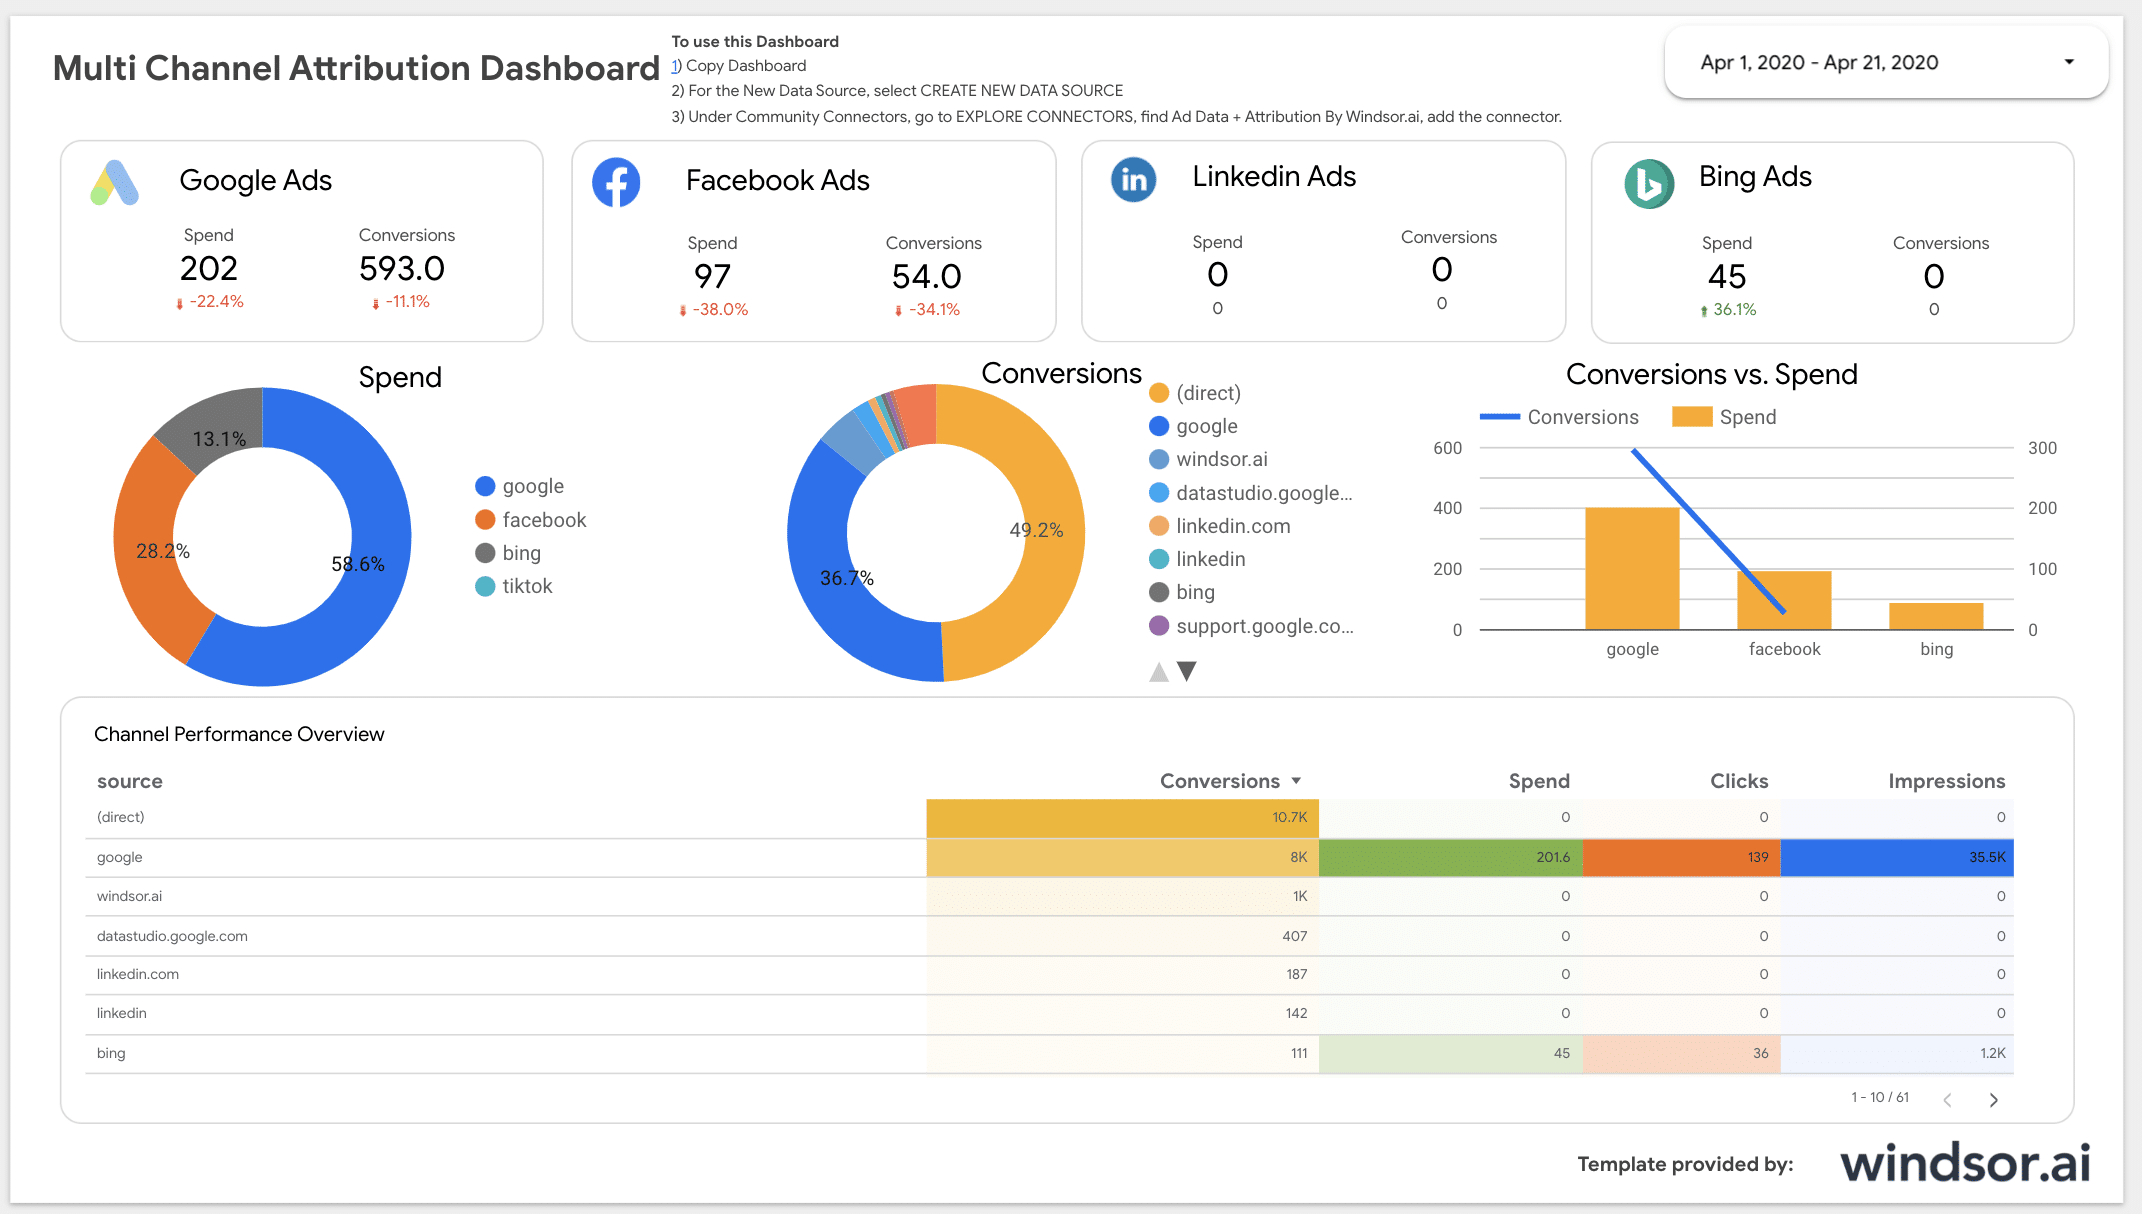 Multi Channel Attribution Dashboard
To use this Dashboard
1) Copy Dashboard
2) For the New Data Source, select CREATE NEW DATA SOURCE
3) Under Community Connectors, go to EXPLORE CONNECTORS, find Ad Data + Attribution By Windsor.ai, add the connector.
Apr 1, 2020 - Apr 21, 2020
Google Ads
Spend Conversions
202 593.0
-22.4% -11.1%
Facebook Ads
Spend Conversions
97 54.0
-38.0% -34.1%
Linkedin Ads
Spend Conversions
0 0
0 0
Bing Ads
Spend Conversions
45 0
36.1% 0
Spend
13.1%
28.2%
58.6%
google
facebook
bing
tiktok
Conversions
49.2%
36.7%
(direct)
google
windsor.ai
datastudio.google...
linkedin.com
linkedin
bing
support.google.co...
Conversions vs. Spend
Conversions Spend
600 300
400 200
200 100
0 0
google facebook bing
Channel Performance Overview
source Conversions Spend Clicks Impressions
(direct) 10.7K 0 0 0
google 8K 201.6 139 35.5K
windsor.ai 1K 0 0 0
datastudio.google.com 407 0 0 0
linkedin.com 187 0 0 0
linkedin 142 0 0 0
bing 111 45 36 1.2K
1 - 10 / 61
Template provided by: windsor.ai